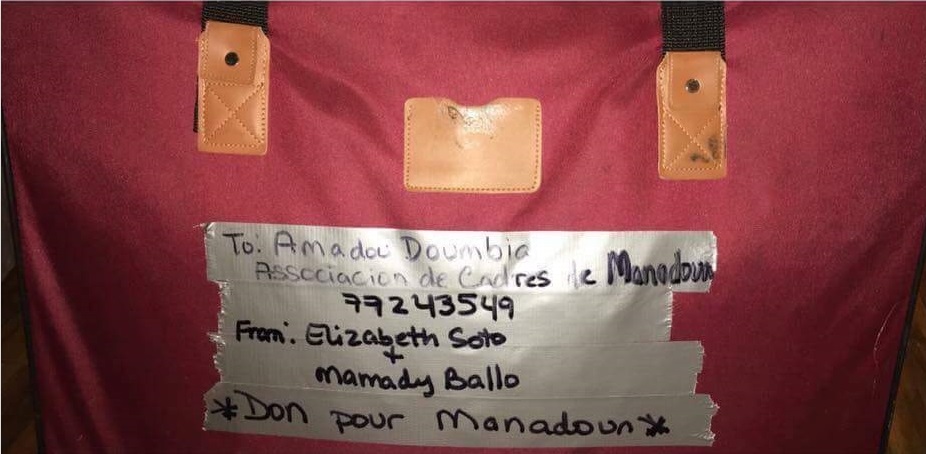 To: Amadou Doumbia
Associacion de Cadres de Manadoun
77243549
From: Elizabeth Soto
+
Mamady Ballo
*Don pour Manadoun*